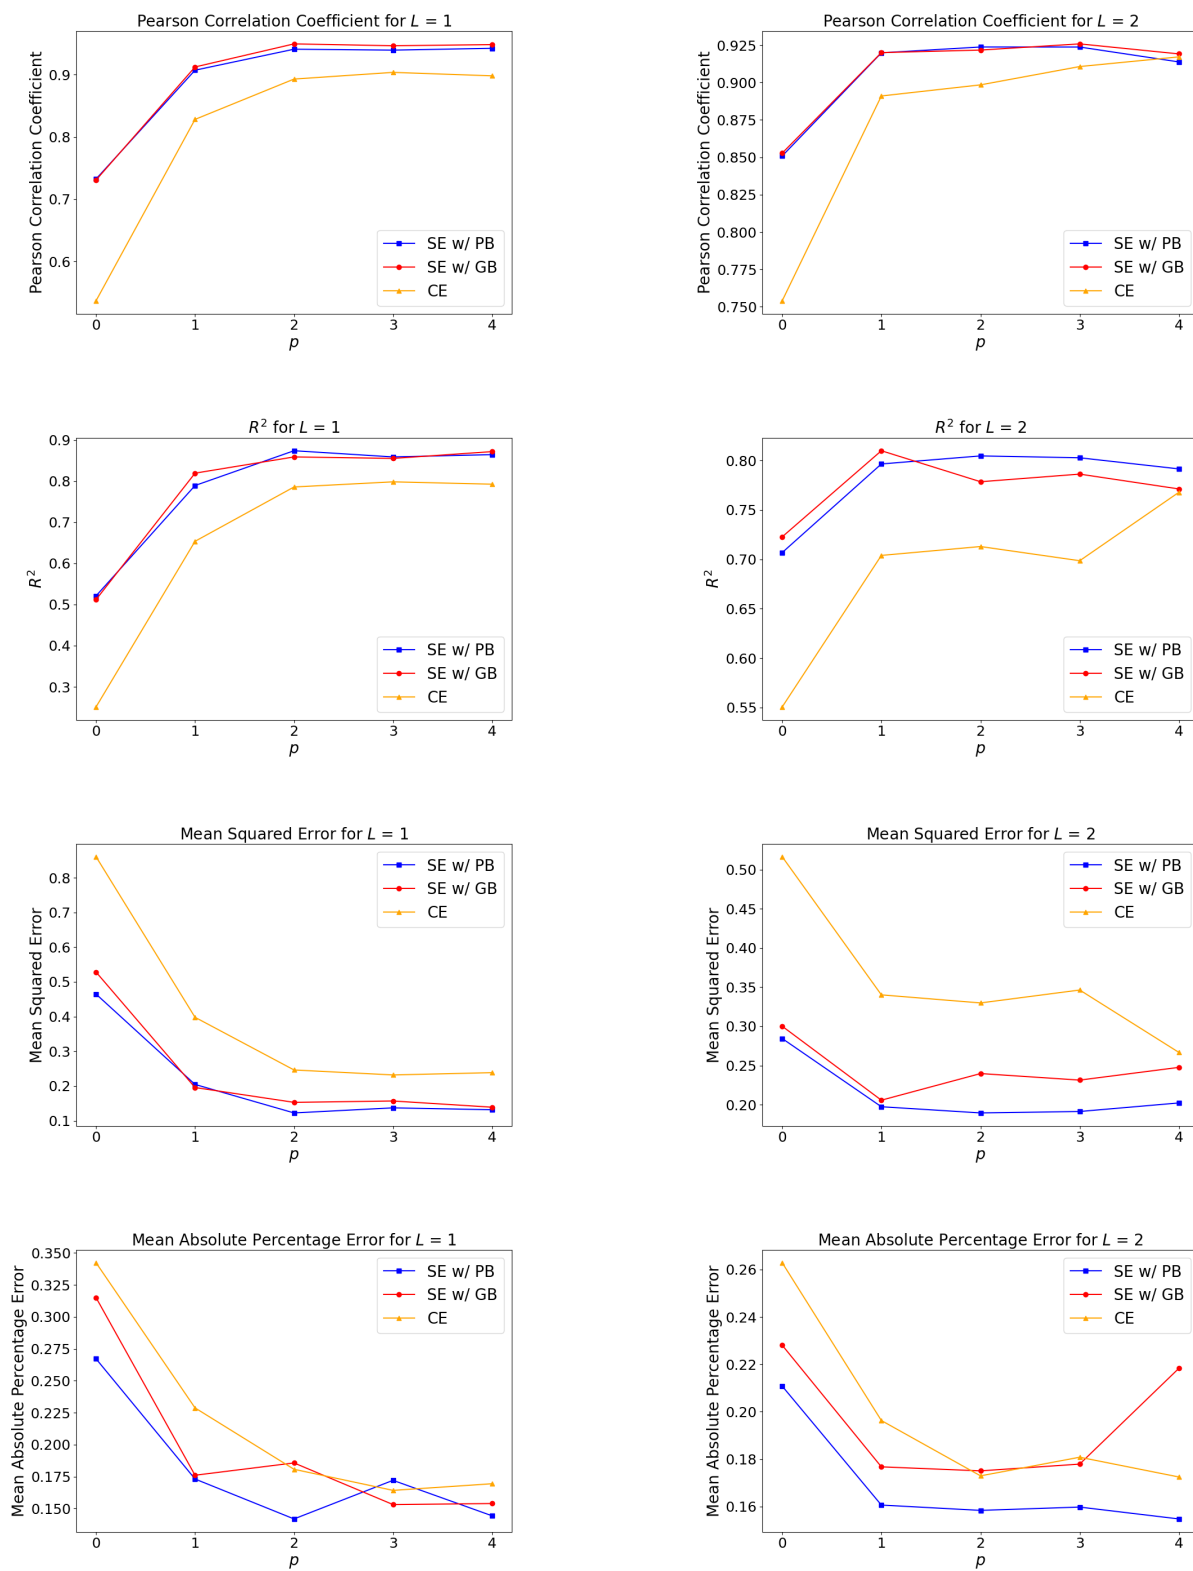 Pearson Correlation Coefficient for L = 1
Pearson Correlation Coefficient
0.9
0.8
0.7
0.6
0 1 2 3 4
p
SE w/ PB
SE w/ GB
CE
Pearson Correlation Coefficient for L = 2
Pearson Correlation Coefficient
0.925
0.900
0.875
0.850
0.825
0.800
0.775
0.750
0 1 2 3 4
p
SE w/ PB
SE w/ GB
CE
R² for L = 1
R²
0.9
0.8
0.7
0.6
0.5
0.4
0.3
0 1 2 3 4
p
SE w/ PB
SE w/ GB
CE
R² for L = 2
R²
0.80
0.75
0.70
0.65
0.60
0.55
0 1 2 3 4
p
SE w/ PB
SE w/ GB
CE
Mean Squared Error for L = 1
Mean Squared Error
0.8
0.7
0.6
0.5
0.4
0.3
0.2
0.1
0 1 2 3 4
p
SE w/ PB
SE w/ GB
CE
Mean Squared Error for L = 2
Mean Squared Error
0.50
0.45
0.40
0.35
0.30
0.25
0.20
0 1 2 3 4
p
SE w/ PB
SE w/ GB
CE
Mean Absolute Percentage Error for L = 1
Mean Absolute Percentage Error
0.350
0.325
0.300
0.275
0.250
0.225
0.200
0.175
0.150
0 1 2 3 4
p
SE w/ PB
SE w/ GB
CE
Mean Absolute Percentage Error for L = 2
Mean Absolute Percentage Error
0.26
0.24
0.22
0.20
0.18
0.16
0 1 2 3 4
p
SE w/ PB
SE w/ GB
CE